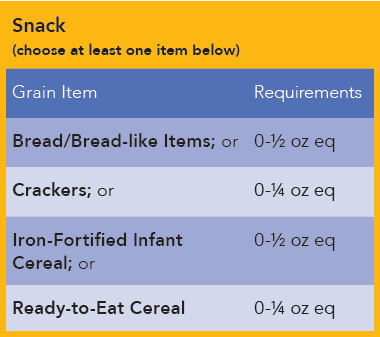 Snack
(choose at least one item below)
Grain Item Requirements
Bread/Bread-like Items; or 0-½ oz eq
Crackers; or 0-¼ oz eq
Iron-Fortified Infant 0-½ oz eq
Cereal; or
Ready-to-Eat Cereal 0-¼ oz eq